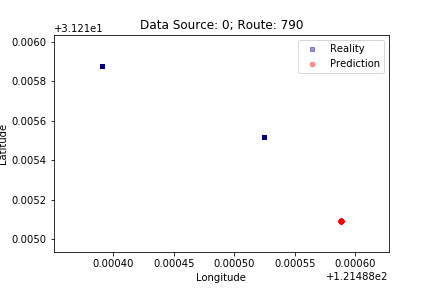 Data Source: 0; Route: 790
+3.121e1
Reality
Prediction
0.0060
0.0058
0.0056
0.0054
0.0052
0.0050
Latitude
0.00040
0.00045
0.00050
0.00055
0.00060
Longitude
+1.21488e2